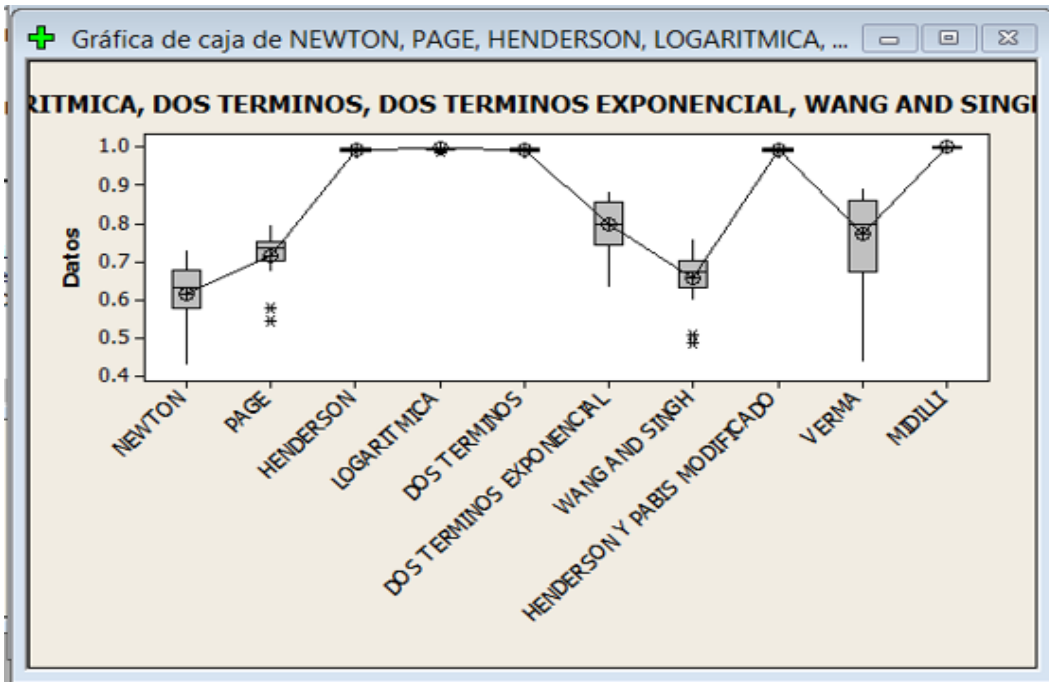 Gráfica de caja de NEWTON, PAGE, HENDERSON, LOGARITMICA, ...
RITMICA, DOS TERMINOS, DOS TERMINOS EXPONENCIAL, WANG AND SINGH
1.0
0.9
0.8
0.7
0.6
0.5
0.4
Datos
NEWTON
PAGE
HENDERSON
LOGARITMICA
DOS TERMINOS
DOS TERMINOS EXPONENCIAL
WANG AND SINGH
HENDERSON Y PABIS MODIFICADO
VERMA
MIDILLI